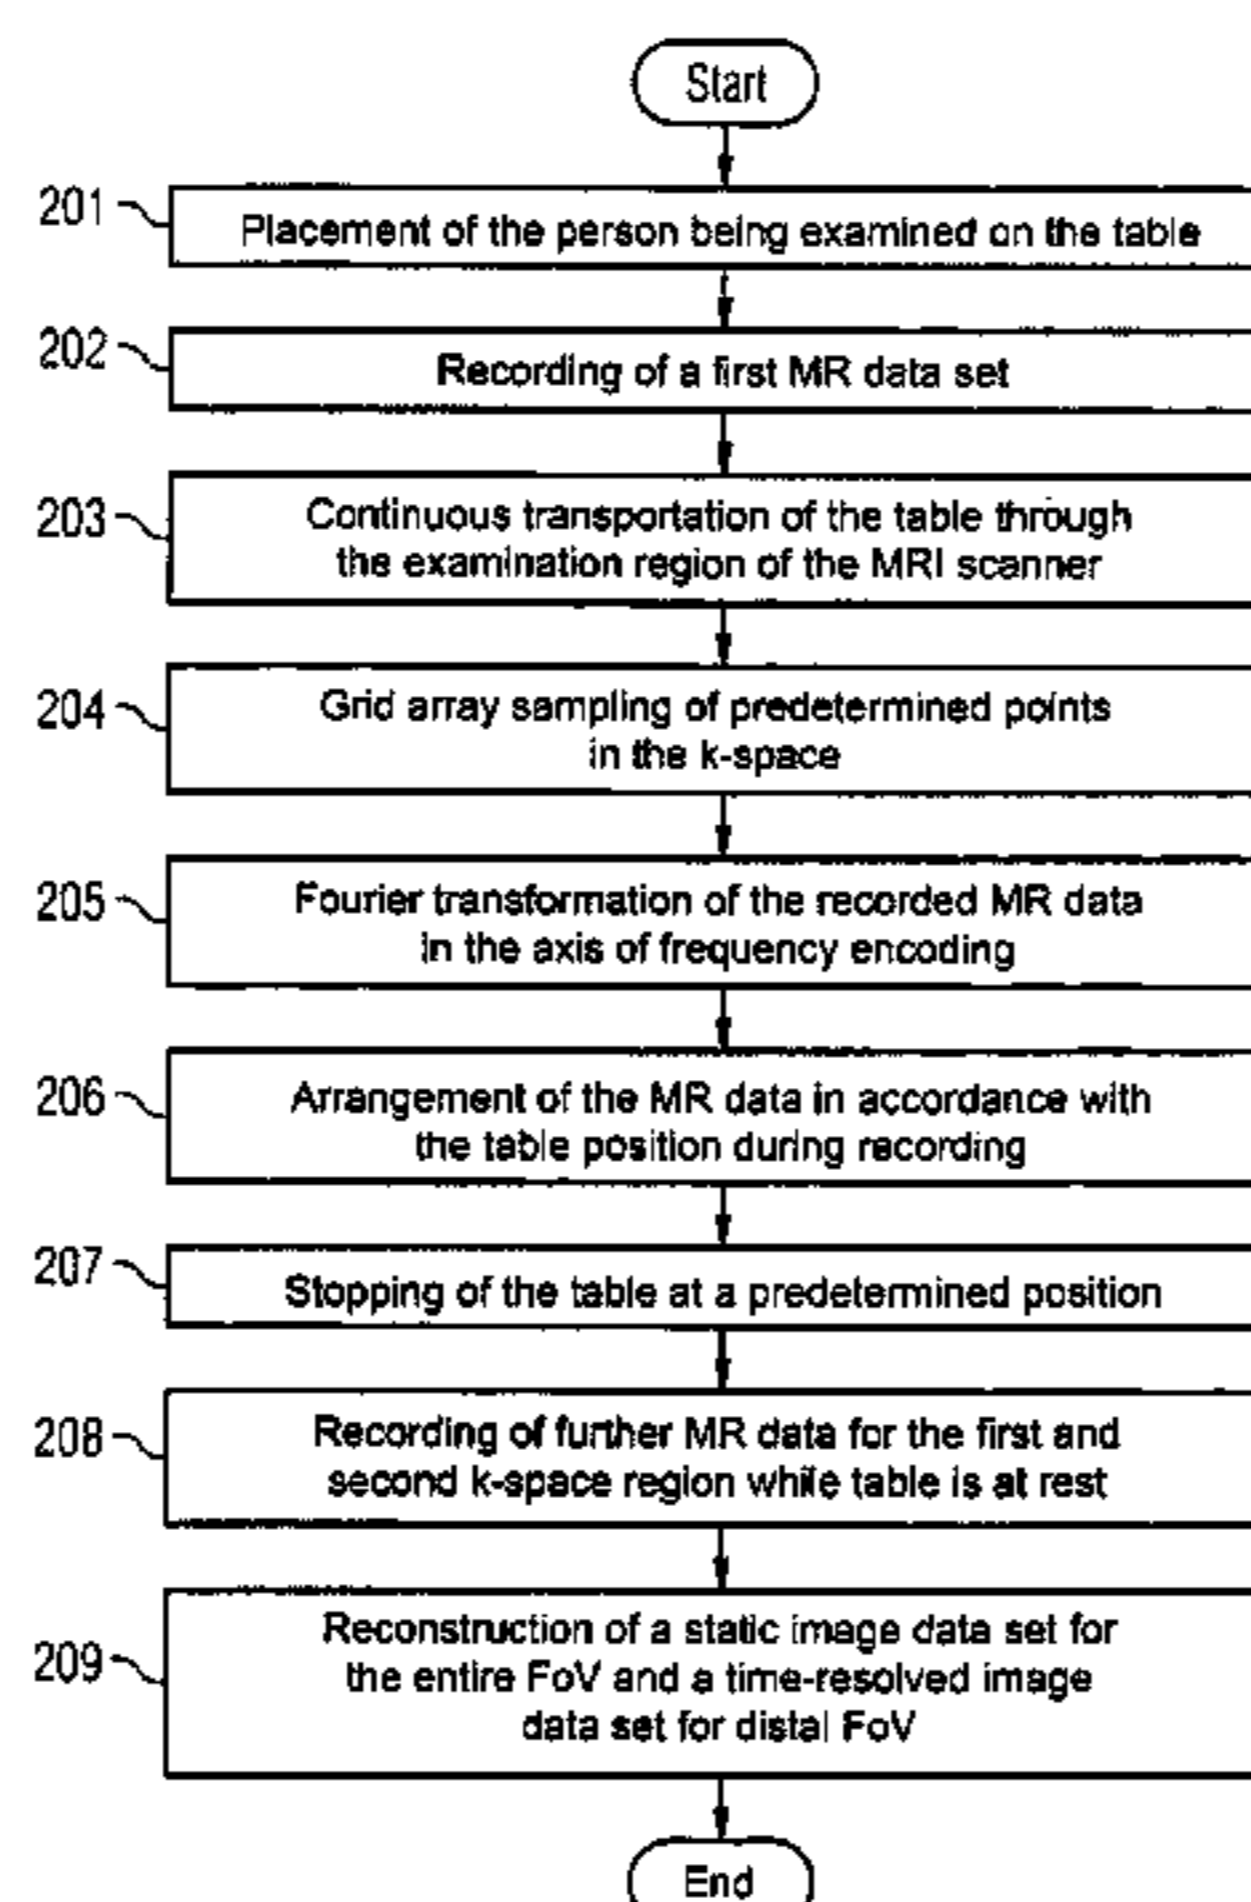 Start
201
Placement of the person being examined on the table
202
Recording of a first MR data set
203
Continuous transportation of the table through
the examination region of the MRI scanner
204
Grid array sampling of predetermined points
in the k-space
205
Fourier transformation of the recorded MR data
in the axis of frequency encoding
206
Arrangement of the MR data in accordance with
the table position during recording
207
Stopping of the table at a predetermined position
208
Recording of further MR data for the first and
second k-space region while table is at rest
209
Reconstruction of a static image data set for
the entire FoV and a time-resolved image
data set for distal FoV
End